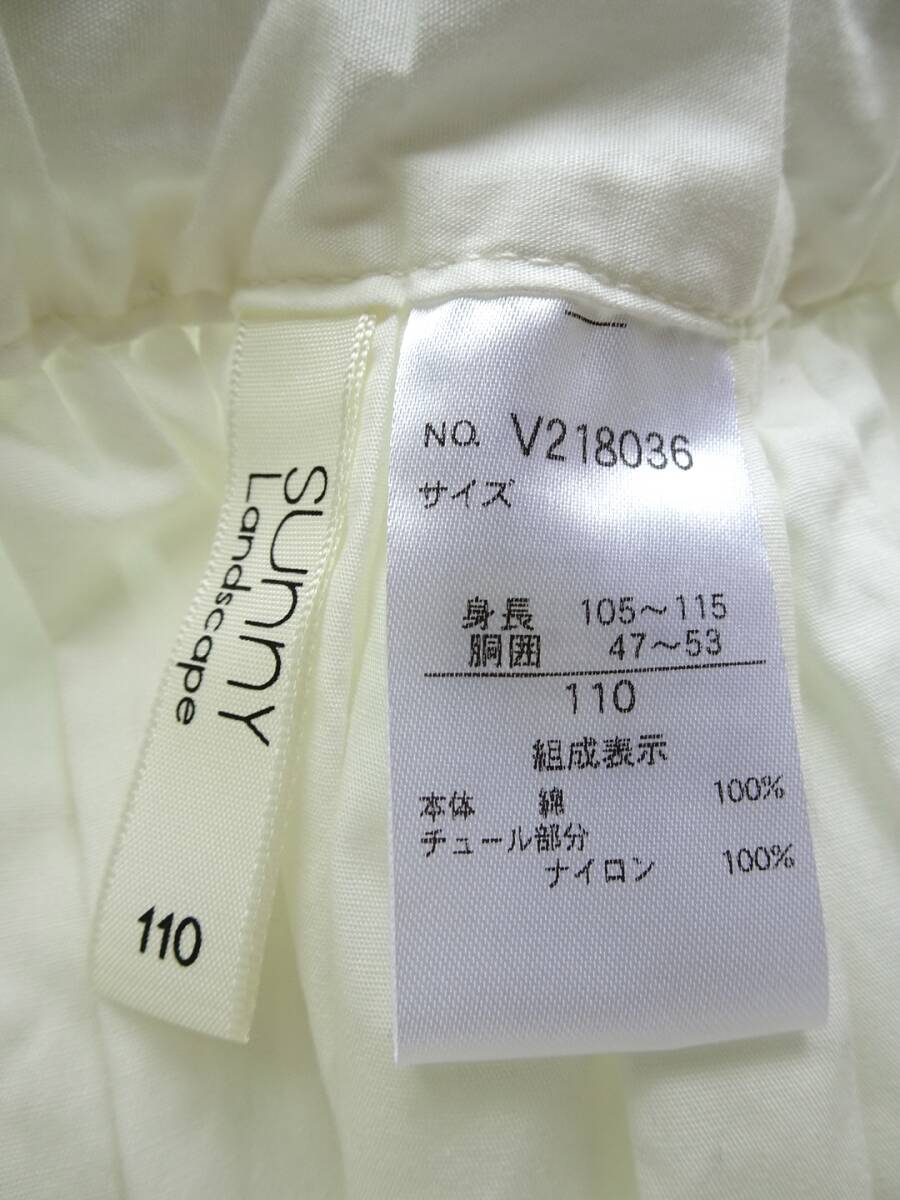 SUNNY
Landscape
110
NO. V218036
サイズ
身長 105～115
胴囲 47～53
110
組成表示
本体 綿 100%
チュール部分
ナイロン 100%